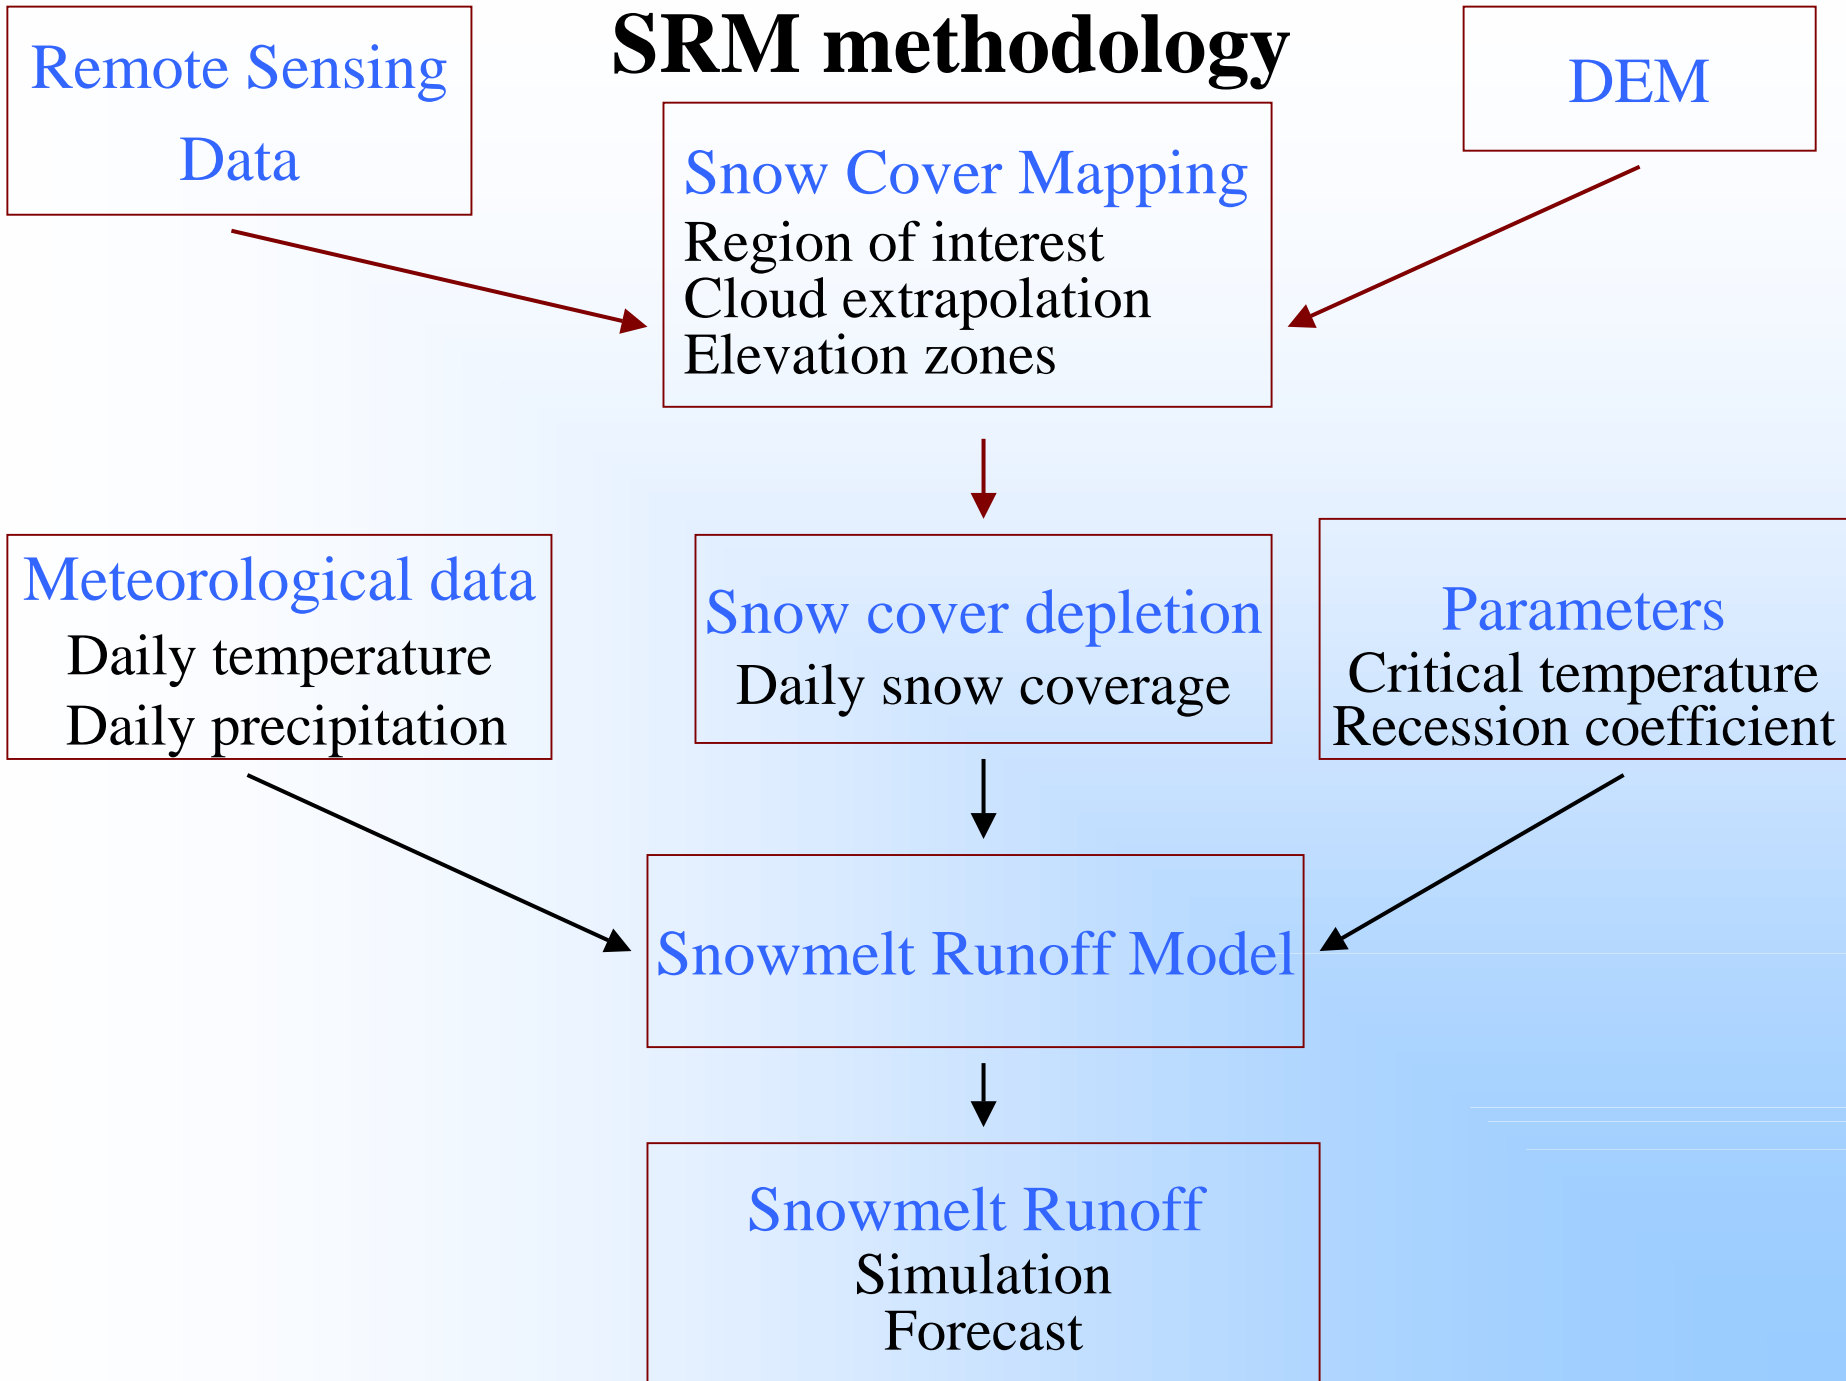 SRM methodology
Remote Sensing
Data
DEM
Snow Cover Mapping
Region of interest
Cloud extrapolation
Elevation zones
Meteorological data
Daily temperature
Daily precipitation
Snow cover depletion
Daily snow coverage
Parameters
Critical temperature
Recession coefficient
Snowmelt Runoff Model
Snowmelt Runoff
Simulation
Forecast